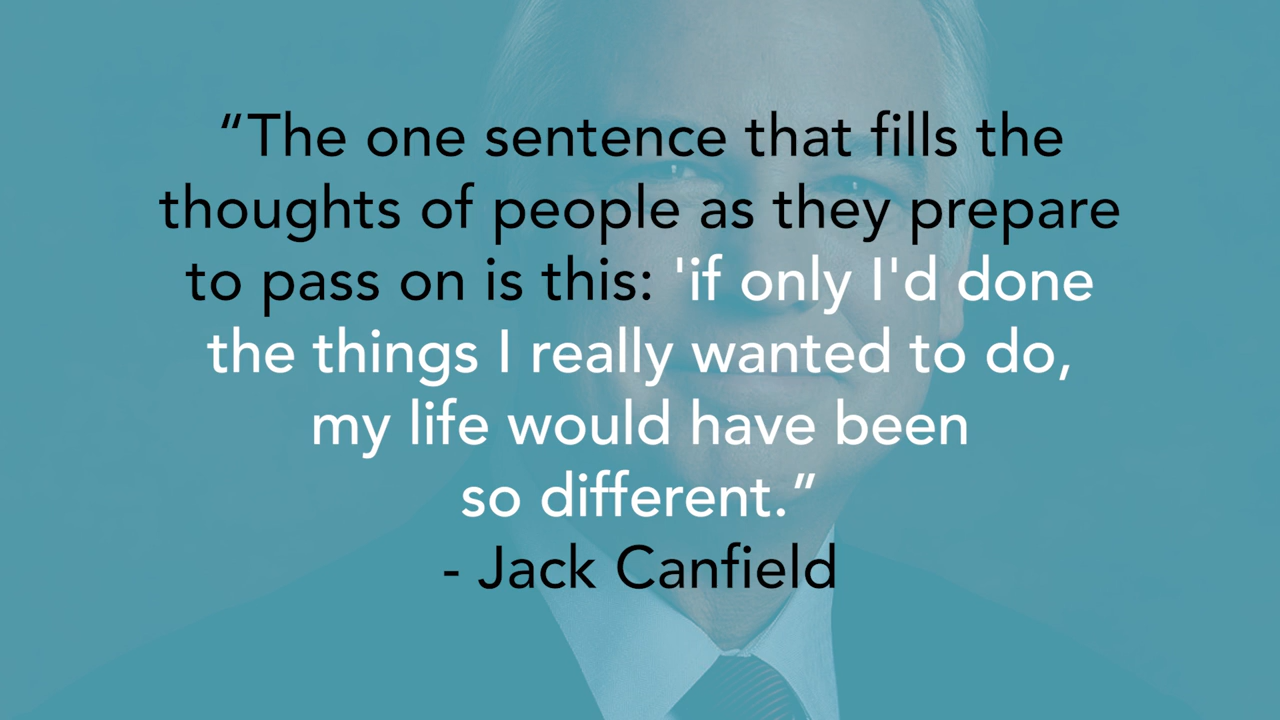 “The one sentence that fills the
thoughts of people as they prepare
to pass on is this: 'if only I'd done
the things I really wanted to do,
my life would have been
so different.”
- Jack Canfield